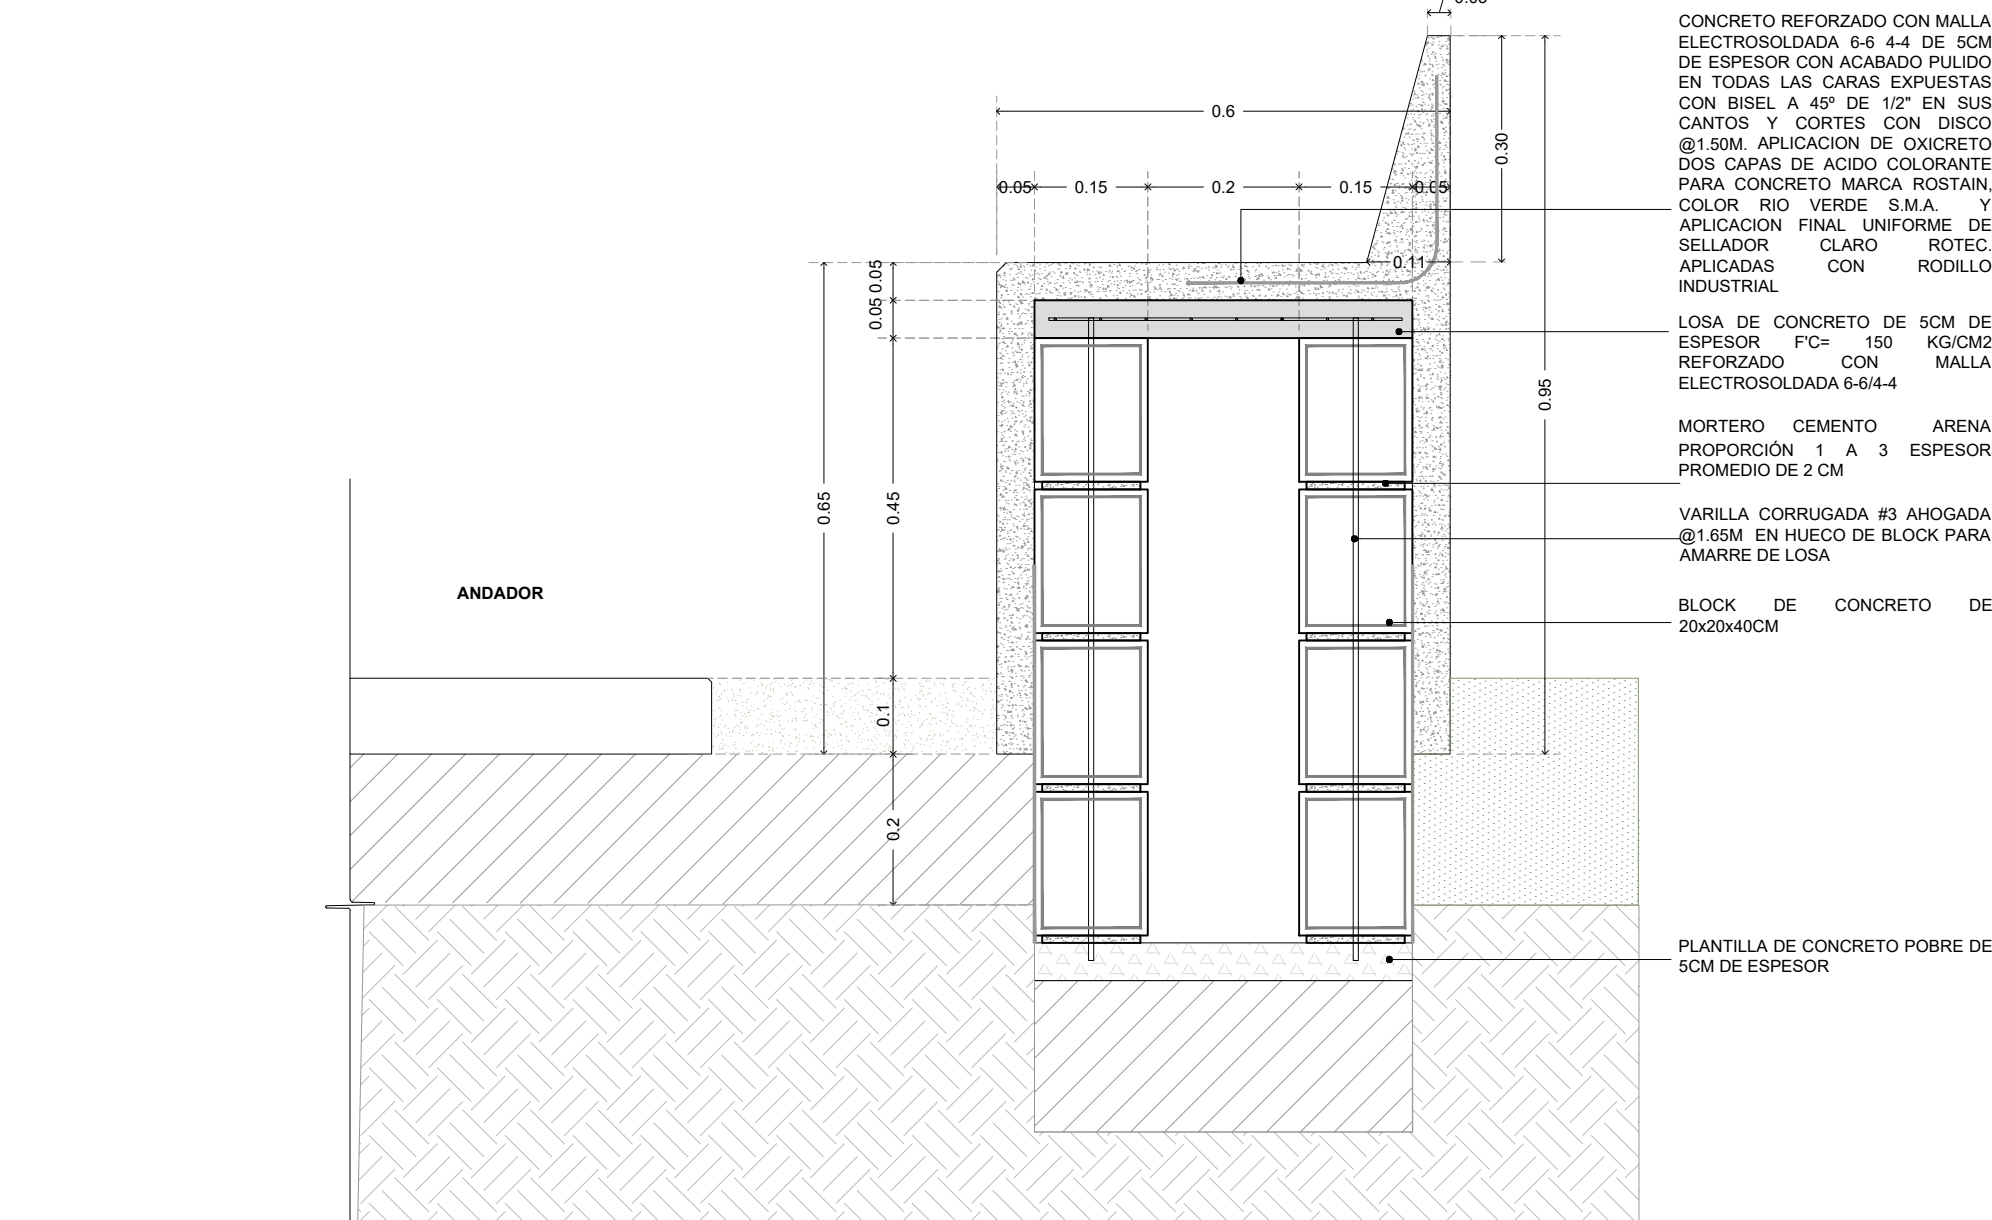 CONCRETO REFORZADO CON MALLA
ELECTROSOLDADA 6-6 4-4 DE 5CM
DE ESPESOR CON ACABADO PULIDO
EN TODAS LAS CARAS EXPUESTAS
CON BISEL A 45º DE 1/2" EN SUS
CANTOS Y CORTES CON DISCO
@1.50M. APLICACION DE OXICRETO
DOS CAPAS DE ACIDO COLORANTE
PARA CONCRETO MARCA ROSTAIN,
COLOR RIO VERDE S.M.A. Y
APLICACION FINAL UNIFORME DE
SELLADOR CLARO ROTEC.
APLICADAS CON RODILLO
INDUSTRIAL
LOSA DE CONCRETO DE 5CM DE
ESPESOR F'C= 150 KG/CM2
REFORZADO CON MALLA
ELECTROSOLDADA 6-6/4-4
MORTERO CEMENTO ARENA
PROPORCIÓN 1 A 3 ESPESOR
PROMEDIO DE 2 CM
VARILLA CORRUGADA #3 AHOGADA
@1.65M EN HUECO DE BLOCK PARA
AMARRE DE LOSA
BLOCK DE CONCRETO DE
20x20x40CM
PLANTILLA DE CONCRETO POBRE DE
5CM DE ESPESOR
0.6
0.05 0.15 0.2 0.15 0.05
0.30
0.11
0.05
0.05
0.95
0.65
0.45
ANDADOR
0.1
0.2